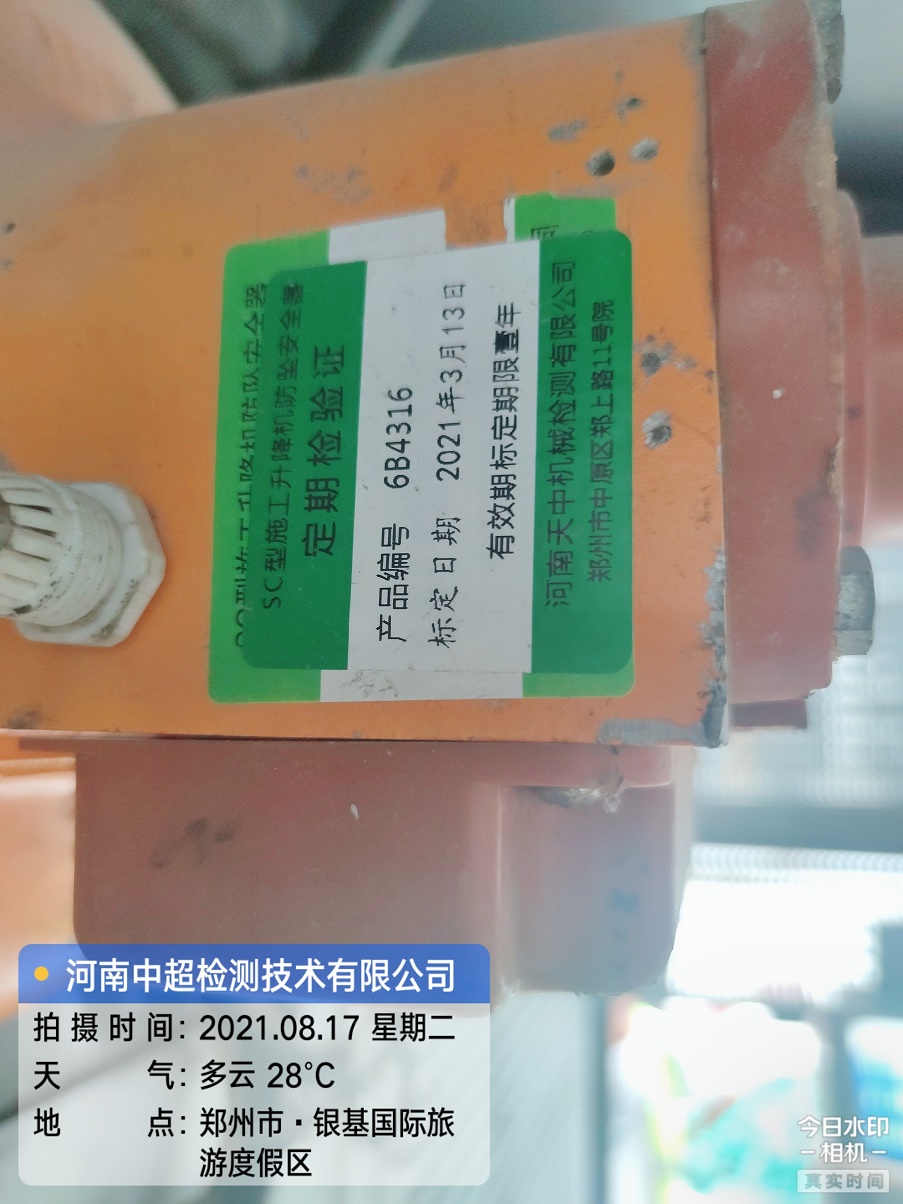 SC型施工升降机防坠安全器
定期检验证
产品编号 6B4316
标定日期 2021年3月13日
有效期标定期限壹年
河南天中机械检测有限公司
郑州市中原区郑上路11号院
河南中超检测技术有限公司
拍摄时间：2021.08.17 星期二
天气：多云 28℃
地点：郑州市·银基国际旅
游度假区
今日水印
相机
真实时间